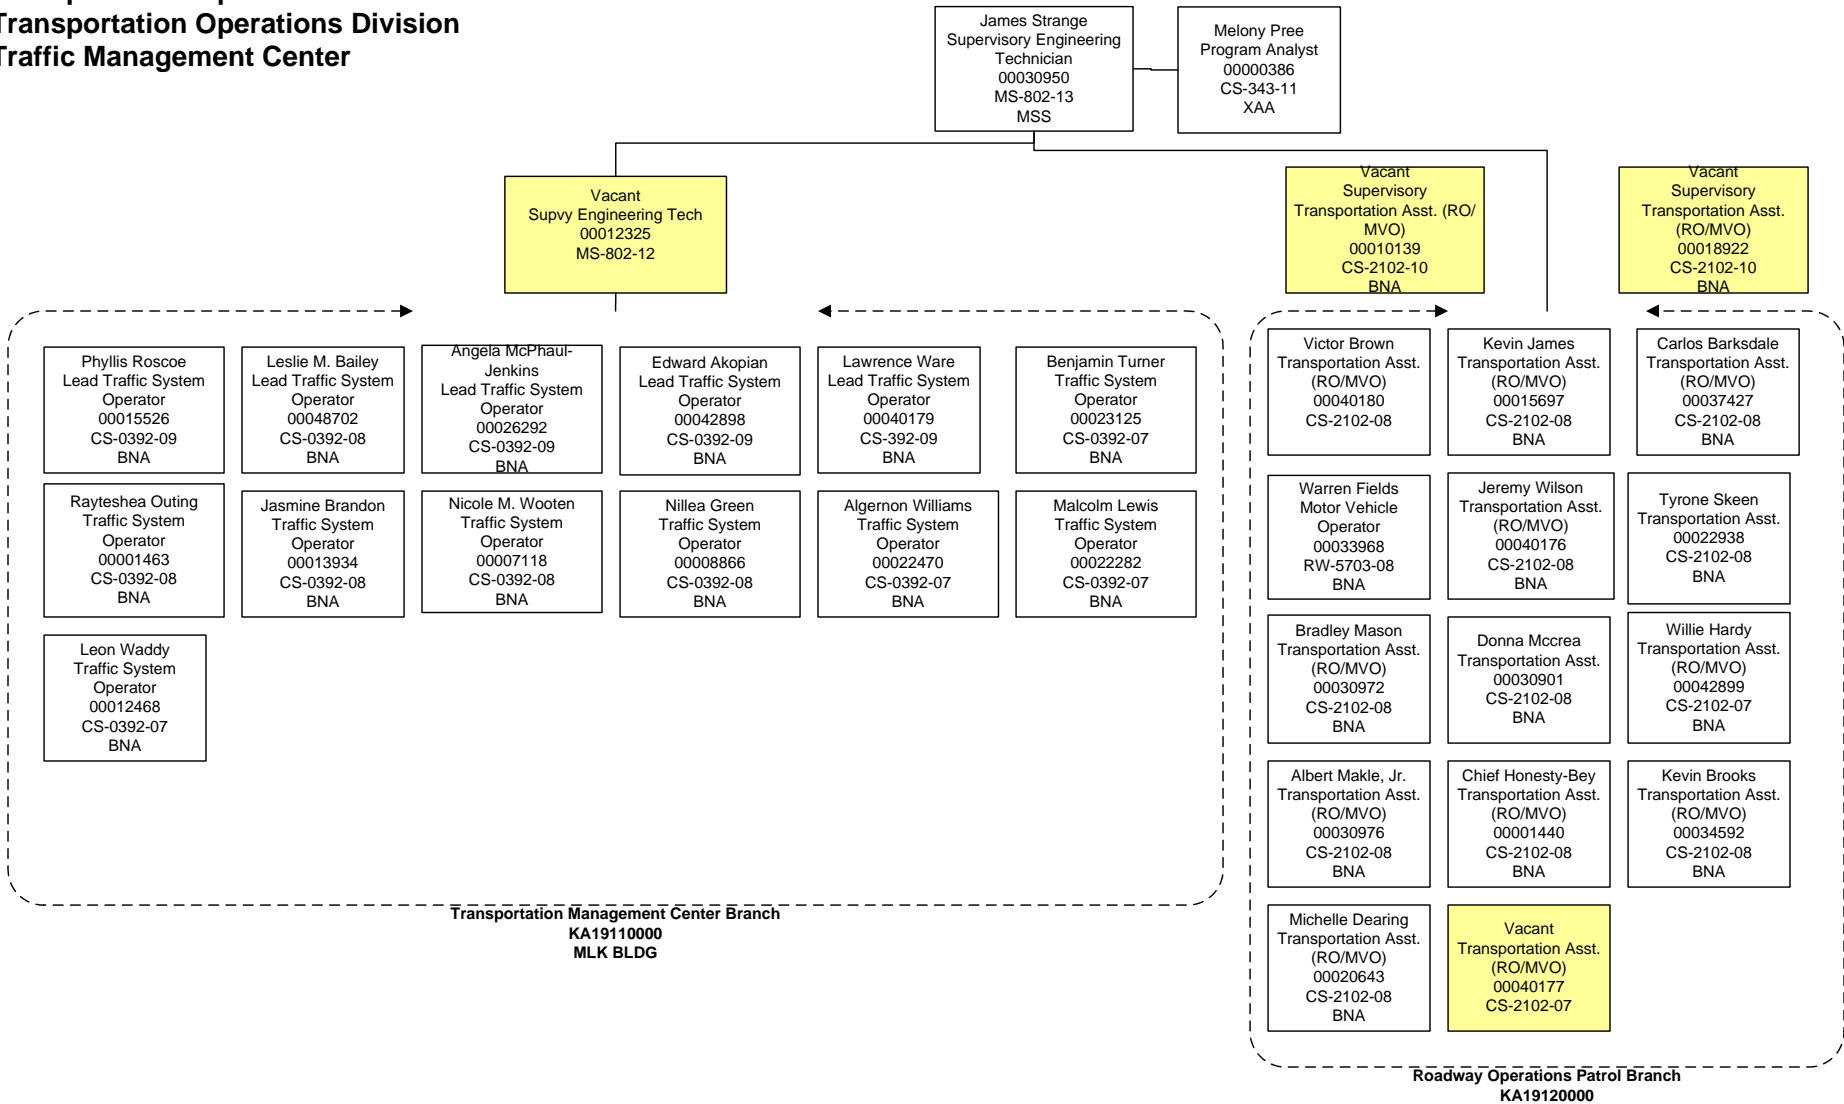 Transportation Operations Division
Traffic Management Center
James Strange
Supervisory Engineering
Technician
00030950
MS-802-13
MSS
Melony Pree
Program Analyst
00000386
CS-343-11
XAA
Vacant
Supvy Engineering Tech
00012325
MS-802-12
Vacant
Supervisory
Transportation Asst. (RO/
MVO)
00010139
CS-2102-10
BNA
Vacant
Supervisory
Transportation Asst.
(RO/MVO)
00018922
CS-2102-10
BNA
Phyllis Roscoe
Lead Traffic System
Operator
00015526
CS-0392-09
BNA
Leslie M. Bailey
Lead Traffic System
Operator
00048702
CS-0392-08
BNA
Angela McPhaul-
Jenkins
Lead Traffic System
Operator
00026292
CS-0392-09
BNA
Edward Akopian
Lead Traffic System
Operator
00042898
CS-0392-09
BNA
Lawrence Ware
Lead Traffic System
Operator
00040179
CS-392-09
BNA
Benjamin Turner
Traffic System
Operator
00023125
CS-0392-07
BNA
Rayteshea Outing
Traffic System
Operator
00001463
CS-0392-08
BNA
Jasmine Brandon
Traffic System
Operator
00013934
CS-0392-08
BNA
Nicole M. Wooten
Traffic System
Operator
00007118
CS-0392-08
BNA
Nillea Green
Traffic System
Operator
00008866
CS-0392-08
BNA
Algernon Williams
Traffic System
Operator
00022470
CS-0392-07
BNA
Malcolm Lewis
Traffic System
Operator
00022282
CS-0392-07
BNA
Leon Waddy
Traffic System
Operator
00012468
CS-0392-07
BNA
Transportation Management Center Branch
KA19110000
MLK BLDG
Victor Brown
Transportation Asst.
(RO/MVO)
00040180
CS-2102-08
Kevin James
Transportation Asst.
(RO/MVO)
00015697
CS-2102-08
BNA
Carlos Barksdale
Transportation Asst.
(RO/MVO)
00037427
CS-2102-08
BNA
Warren Fields
Motor Vehicle
Operator
00033968
RW-5703-08
BNA
Jeremy Wilson
Transportation Asst.
(RO/MVO)
00040176
CS-2102-08
BNA
Tyrone Skeen
Transportation Asst.
00022938
CS-2102-08
BNA
Bradley Mason
Transportation Asst.
(RO/MVO)
00030972
CS-2102-08
BNA
Donna Mccrea
Transportation Asst.
00030901
CS-2102-08
BNA
Willie Hardy
Transportation Asst.
(RO/MVO)
00042899
CS-2102-07
BNA
Albert Makle, Jr.
Transportation Asst.
(RO/MVO)
00030976
CS-2102-08
BNA
Chief Honesty-Bey
Transportation Asst.
(RO/MVO)
00001440
CS-2102-08
BNA
Kevin Brooks
Transportation Asst.
(RO/MVO)
00034592
CS-2102-08
BNA
Michelle Dearing
Transportation Asst.
(RO/MVO)
00020643
CS-2102-08
BNA
Vacant
Transportation Asst.
(RO/MVO)
00040177
CS-2102-07
Roadway Operations Patrol Branch
KA19120000